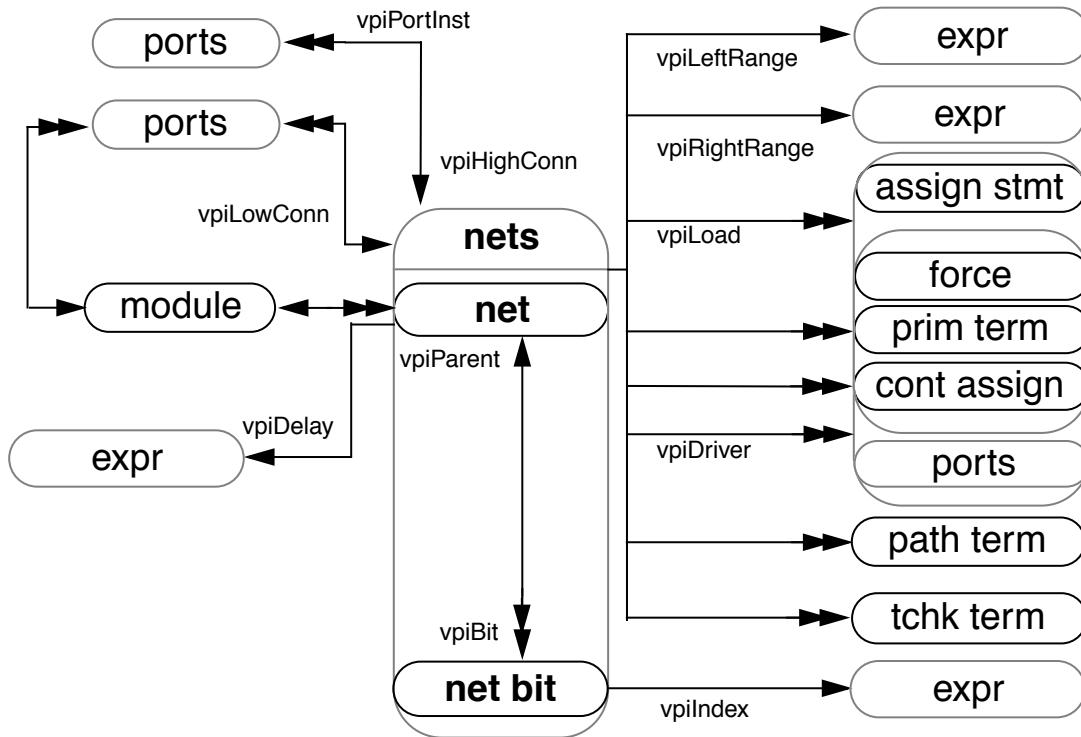 vpiPortInst
ports
expr
vpiLeftRange
ports
expr
vpiRightRange
vpiHighConn
assign stmt
vpiLowConn
nets
vpiLoad
force
module
net
prim term
vpiParent
cont assign
vpiDelay
expr
vpiDriver
ports
path term
tchk term
vpiBit
net bit
expr
vpiIndex